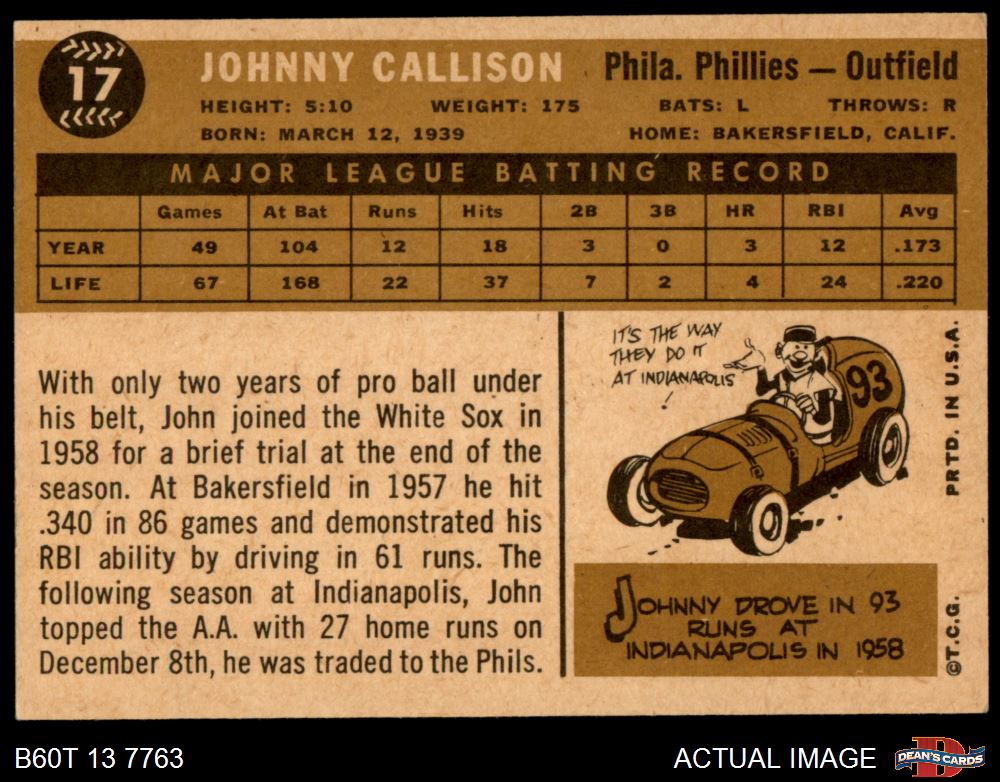 17
JOHNNY CALLISON Phila. Phillies — Outfield
HEIGHT: 5:10 WEIGHT: 175 BATS: L THROWS: R
BORN: MARCH 12, 1939 HOME: BAKERSFIELD, CALIF.
MAJOR LEAGUE BATTING RECORD
Games At Bat Runs Hits 2B 3B HR RBI Avg
YEAR 49 104 12 18 3 0 3 12 .173
LIFE 67 168 22 37 7 2 4 24 .220
With only two years of pro ball under
his belt, John joined the White Sox in
1958 for a brief trial at the end of the
season. At Bakersfield in 1957 he hit
.340 in 86 games and demonstrated his
RBI ability by driving in 61 runs. The
following season at Indianapolis, John
topped the A.A. with 27 home runs on
December 8th, he was traded to the Phils.
IT'S THE WAY
THEY DO IT
AT INDIANAPOLIS
!
93
JOHNNY DROVE IN 93
RUNS AT
INDIANAPOLIS IN 1958
©T.C.G. PRTD. IN U.S.A.
B60T 13 7763 ACTUAL IMAGE D DEAN'S CARDS